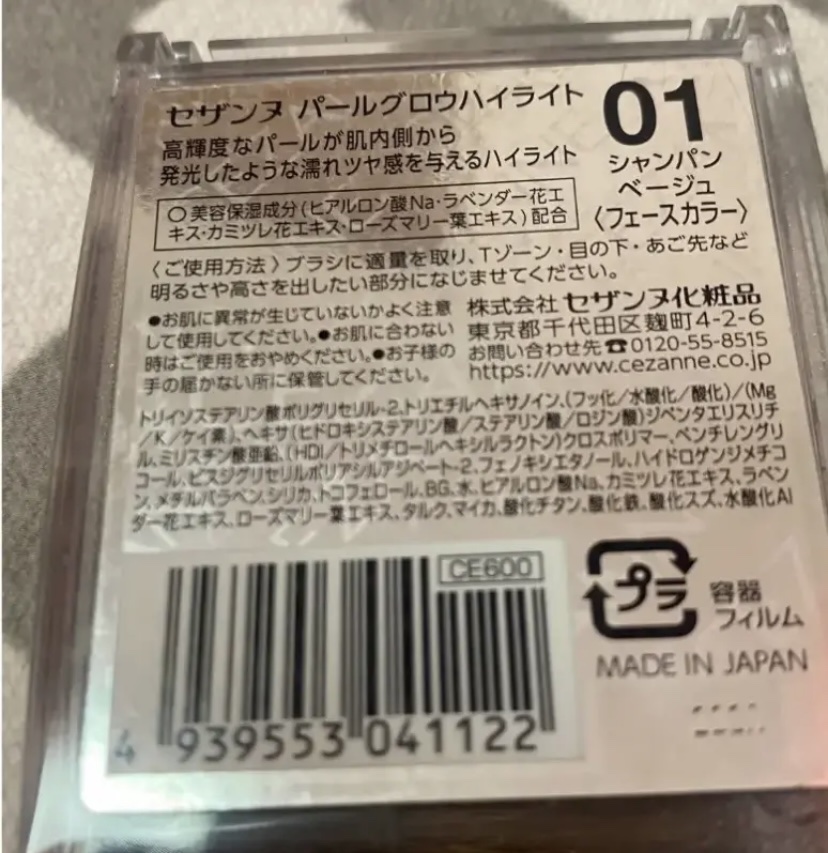 セザンヌ パールグロウハイライト
高輝度なパールが肌内側から
発光したような濡れツヤ感を与えるハイライト
01
シャンパン
ベージュ
〈フェースカラー〉
○美容保湿成分(ヒアルロン酸Na・ラベンダー花エ
キス・カミツレ花エキス・ローズマリー葉エキス)配合
〈ご使用方法〉ブラシに適量を取り、Tゾーン・目の下・あご先など
明るさや高さを出したい部分になじませてください。
●お肌に異常が生じていないかよく注意
して使用してください。●お肌に合わない
時はご使用をおやめください。●お子様の
手の届かない所に保管してください。
株式会社 セザンヌ化粧品
東京都千代田区麹町4-2-6
お問い合わせ先☎0120-55-8515
https://www.cezanne.co.jp
トリイソステアリン酸ポリグリセリル-2、トリエチルヘキサノイン、(フッ化/水酸化/酸化)/(Mg
/K/ケイ素)、ヘキサ(ヒドロキシステアリン酸/ステアリン酸/ロジン酸)ジペンタエリスリチ
ル、ミリスチン酸亜鉛、(HDI/トリメチロールヘキシルラクトン)クロスポリマー、ペンチレングリ
コール、ビスジグリセリルポリアシルアジペート-2、フェノキシエタノール、ハイドロゲンジメチコ
ン、メチルパラベン、シリカ、トコフェロール、BG、水、ヒアルロン酸Na、カミツレ花エキス、ラベン
ダー花エキス、ローズマリー葉エキス、タルク、マイカ、酸化チタン、酸化鉄、酸化スズ、水酸化Al
CE600
4 939553 041122
プラ
容器
フィルム
MADE IN JAPAN